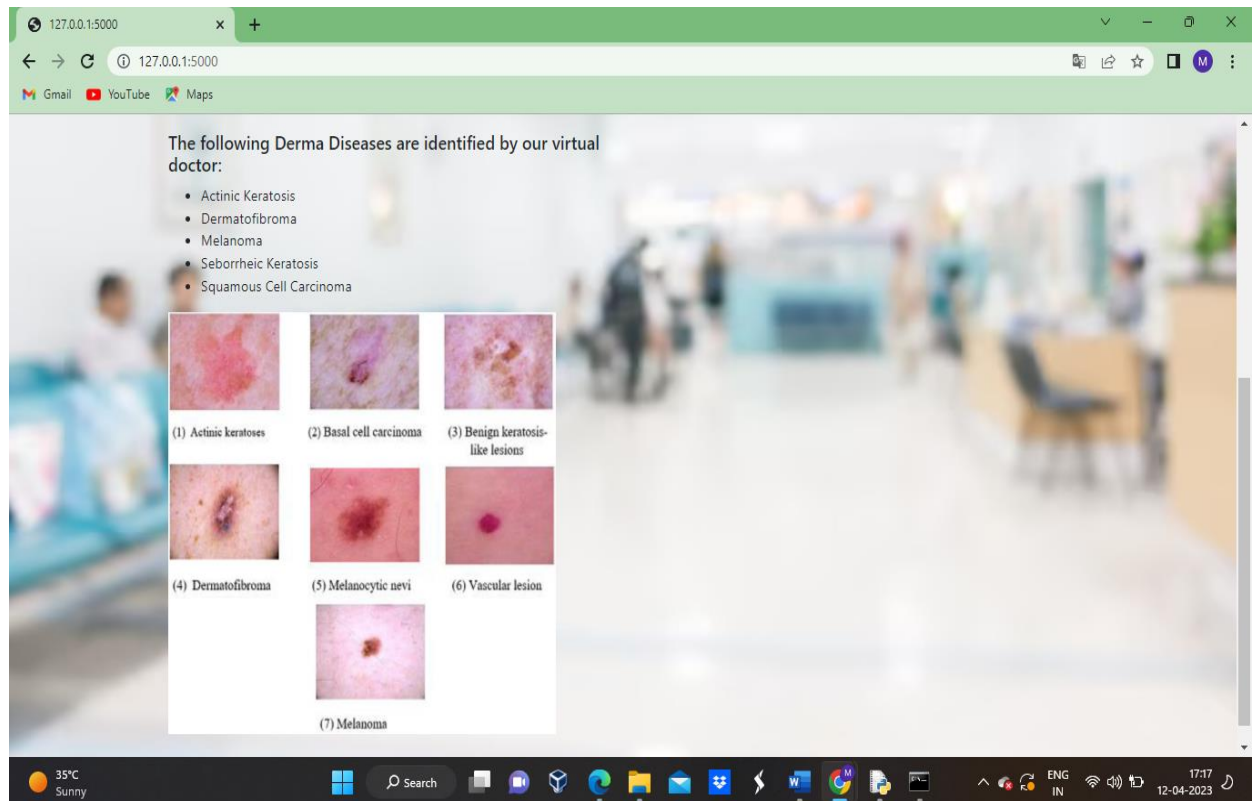 127.0.0.1:5000
127.0.0.1:5000
M
Gmail YouTube Maps
The following Derma Diseases are identified by our virtual
doctor:
• Actinic Keratosis
• Dermatofibroma
• Melanoma
• Seborrheic Keratosis
• Squamous Cell Carcinoma
(1) Actinic keratoses
(2) Basal cell carcinoma
(3) Benign keratosis-
like lesions
(4) Dermatofibroma
(5) Melanocytic nevi
(6) Vascular lesion
(7) Melanoma
35°C
Sunny
Search
ENG
IN
17:17
12-04-2023